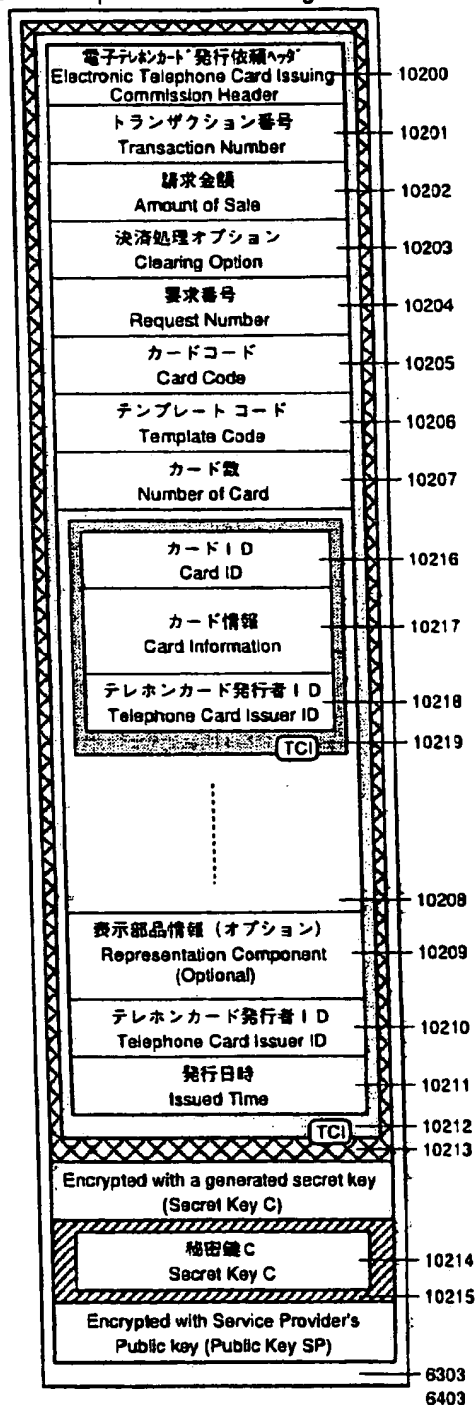 電子テレホンカード発行依頼ヘッダ
Electronic Telephone Card Issuing
Commission Header
10200
トランザクション番号
Transaction Number
10201
請求金額
Amount of Sale
10202
決済処理オプション
Clearing Option
10203
要求番号
Request Number
10204
カードコード
Card Code
10205
テンプレート コード
Template Code
10206
カード数
Number of Card
10207
カードID
Card ID
10216
カード情報
Card Information
10217
テレホンカード発行者ID
Telephone Card Issuer ID
10218
TCI
10219
10208
表示部品情報（オプション）
Representation Component
(Optional)
10209
テレホンカード発行者ID
Telephone Card Issuer ID
10210
発行日時
Issued Time
10211
TCI
10212
10213
Encrypted with a generated secret key
(Secret Key C)
秘密鍵C
Secret Key C
10214
10215
Encrypted with Service Provider's
Public key (Public Key SP)
6303
6403